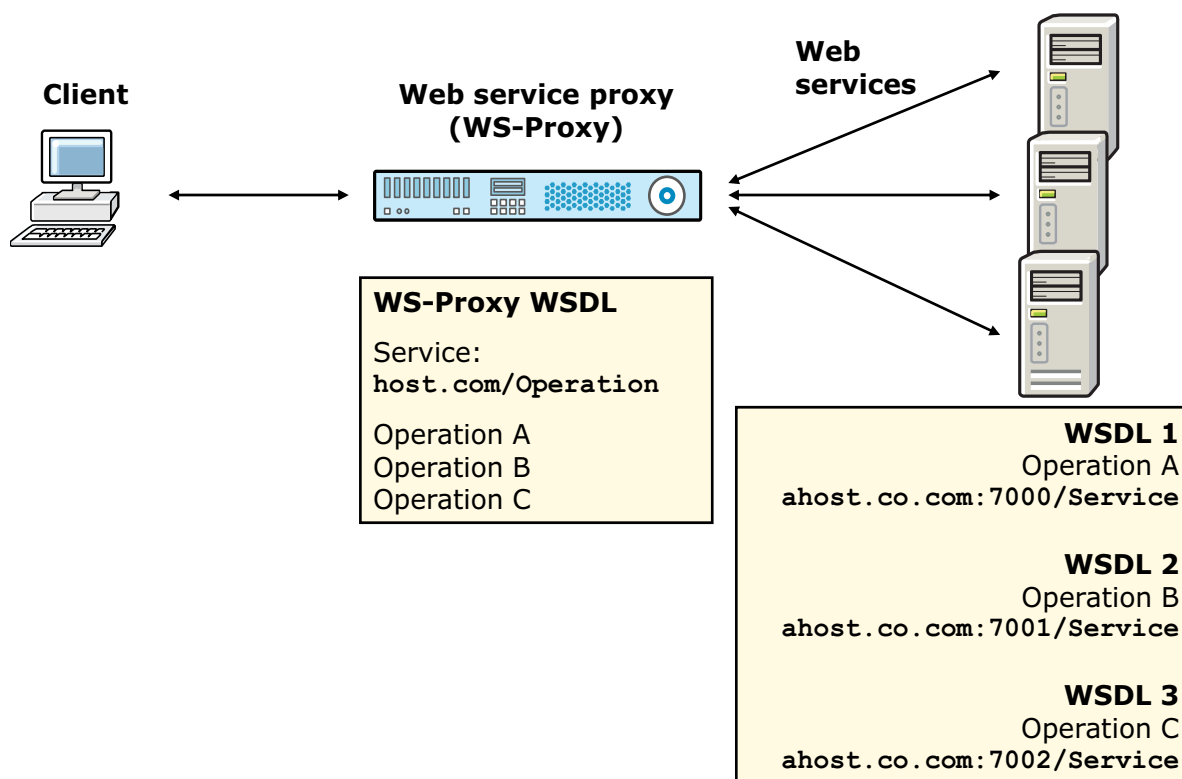 Client
Web service proxy
(WS-Proxy)
Web
services
WS-Proxy WSDL
Service:
host.com/Operation
Operation A
Operation B
Operation C
WSDL 1
Operation A
ahost.co.com:7000/Service
WSDL 2
Operation B
ahost.co.com:7001/Service
WSDL 3
Operation C
ahost.co.com:7002/Service